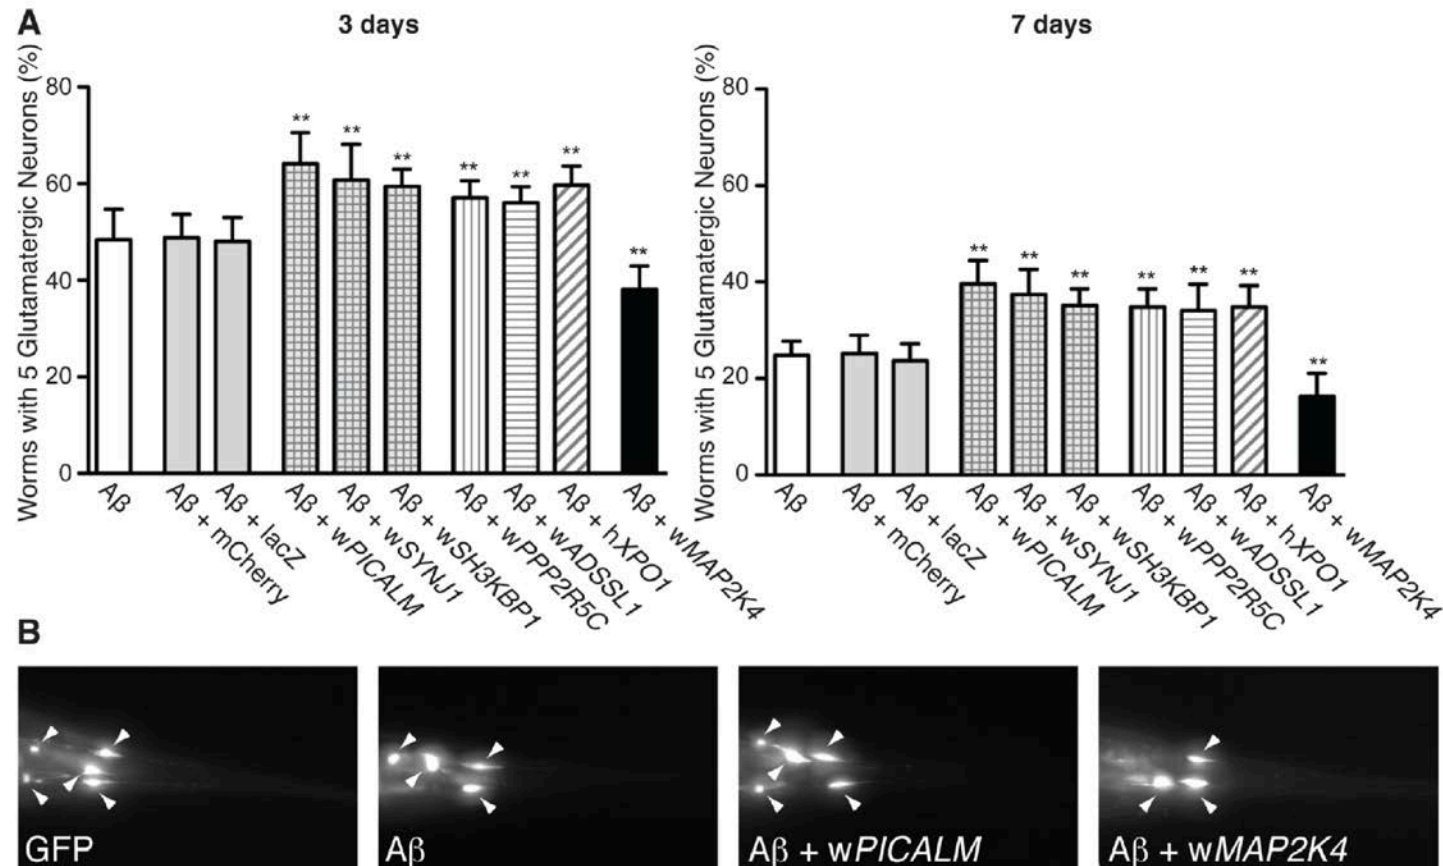 A
3 days
7 days
Worms with 5 Glutamatergic Neurons (%)
80
60
40
20
0
** ** ** ** ** ** **
Aβ
Aβ + mCherry
Aβ + lacZ
Aβ + wPICALM
Aβ + wSYNJ1
Aβ + wSH3KBP1
Aβ + wPP2R5C
Aβ + wADSSL1
Aβ + hXPO1
Aβ + wMAP2K4
Worms with 5 Glutamatergic Neurons (%)
80
60
40
20
0
** ** ** ** ** ** **
Aβ
Aβ + mCherry
Aβ + lacZ
Aβ + wPICALM
Aβ + wSYNJ1
Aβ + wSH3KBP1
Aβ + wPP2R5C
Aβ + wADSSL1
Aβ + hXPO1
Aβ + wMAP2K4
B
GFP
Aβ
Aβ + wPICALM
Aβ + wMAP2K4